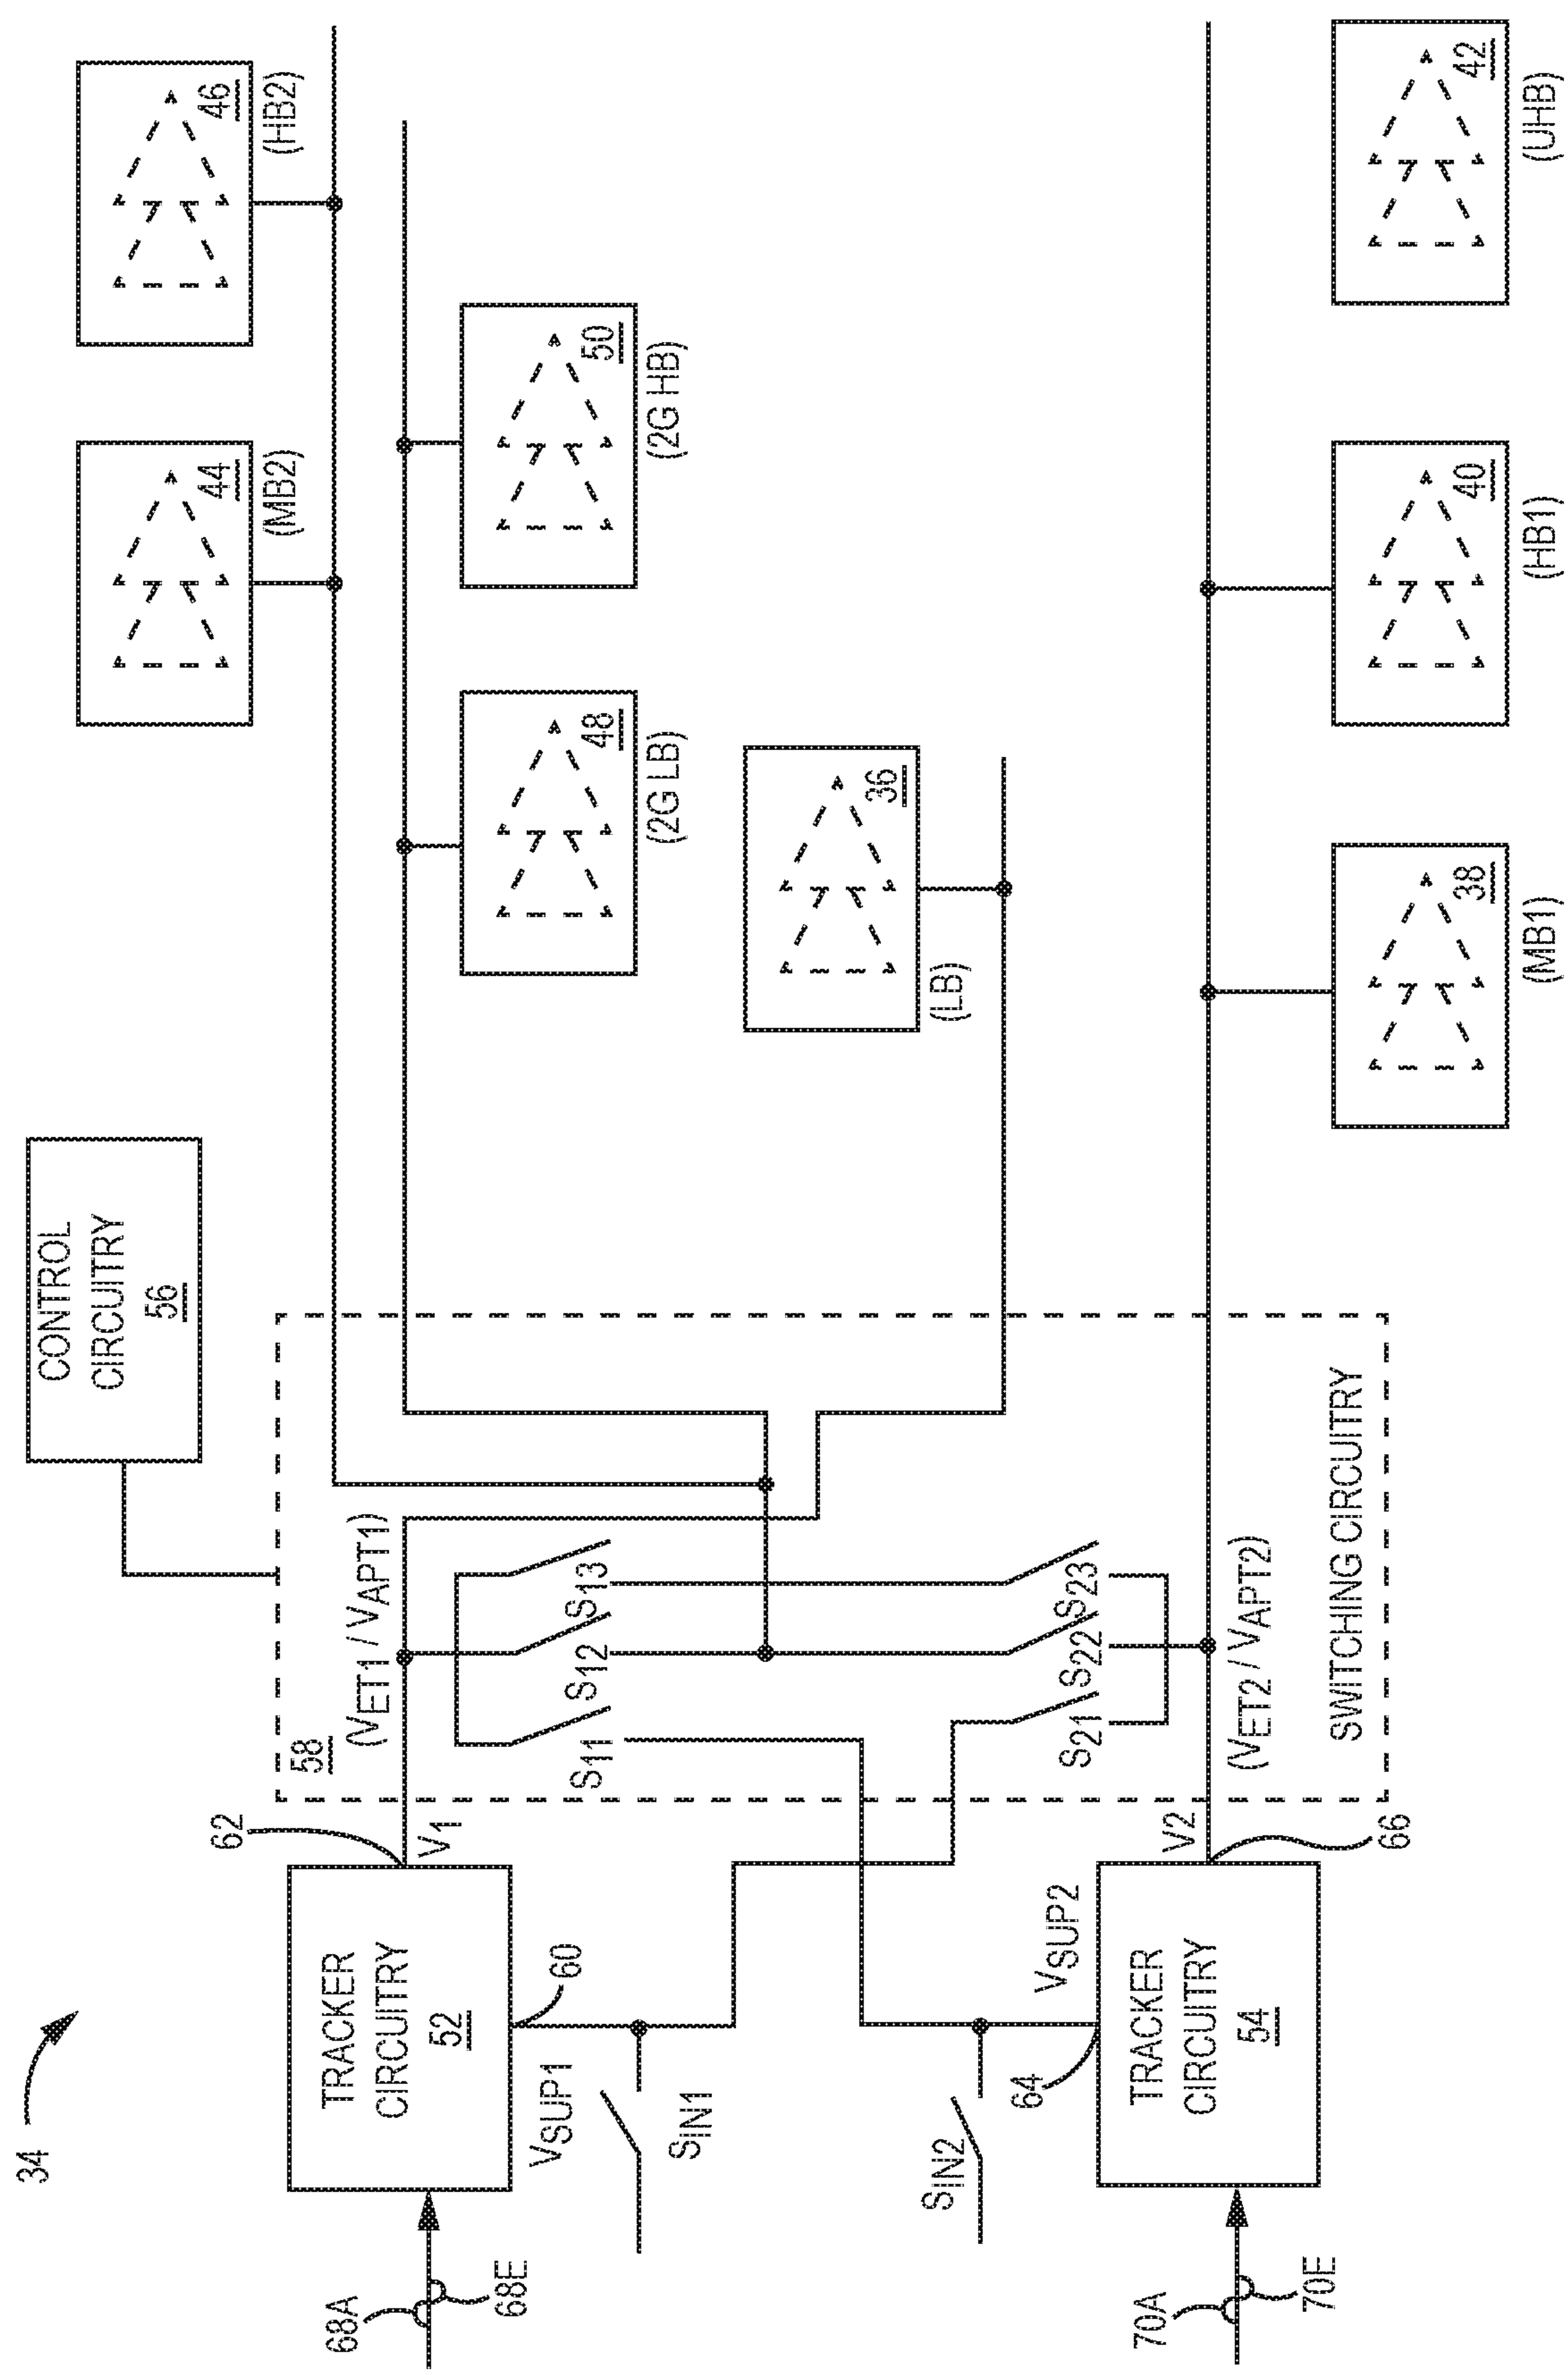 34
CONTROL
CIRCUITRY
56
46
(HB2)
44
(MB2)
50
(2G HB)
48
(2G LB)
36
(LB)
42
(UHB)
40
(HB1)
38
(MB1)
58
(VET1 / VAPT1)
S11
S12
S13
S21
S22
S23
(VET2 / VAPT2)
SWITCHING CIRCUITRY
62
V1
TRACKER
CIRCUITRY
52
60
VSUP1
SIN1
68A
68E
V2
66
VSUP2
64
SIN2
TRACKER
CIRCUITRY
54
70A
70E